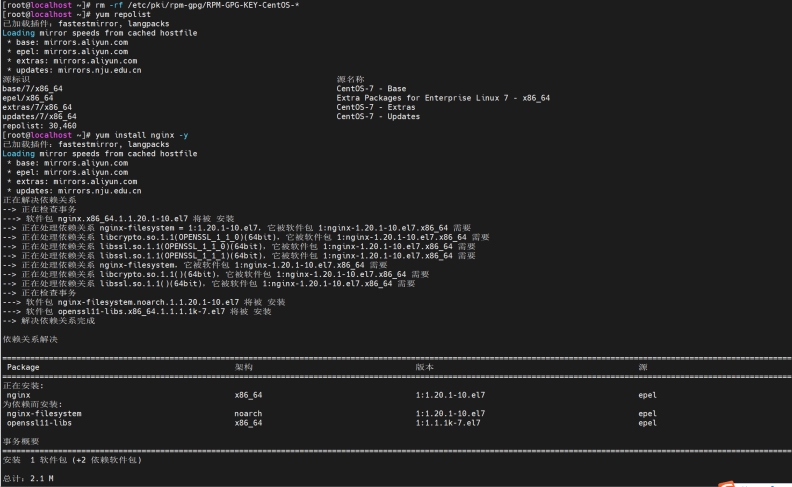 [root@localhost ~]# rm -rf /etc/pki/rpm-gpg/RPM-GPG-KEY-CentOS-*
[root@localhost ~]# yum repolist
已加载插件：fastestmirror, langpacks
Loading mirror speeds from cached hostfile
 * base: mirrors.aliyun.com
 * epel: mirrors.aliyun.com
 * extras: mirrors.aliyun.com
 * updates: mirrors.nju.edu.cn
源标识 源名称
base/7/x86_64 CentOS-7 - Base
epel/x86_64 Extra Packages for Enterprise Linux 7 - x86_64
extras/7/x86_64 CentOS-7 - Extras
updates/7/x86_64 CentOS-7 - Updates
repolist: 30,460
[root@localhost ~]# yum install nginx -y
已加载插件：fastestmirror, langpacks
Loading mirror speeds from cached hostfile
 * base: mirrors.aliyun.com
 * epel: mirrors.aliyun.com
 * extras: mirrors.aliyun.com
 * updates: mirrors.nju.edu.cn
正在解决依赖关系
--> 正在检查事务
---> 软件包 nginx.x86_64.1.1.20.1-10.el7 将被 安装
--> 正在处理依赖关系 nginx-filesystem = 1:1.20.1-10.el7，它被软件包 1:nginx-1.20.1-10.el7.x86_64 需要
--> 正在处理依赖关系 libcrypto.so.1.1(OPENSSL_1_1_0)(64bit)，它被软件包 1:nginx-1.20.1-10.el7.x86_64 需要
--> 正在处理依赖关系 libssl.so.1.1(OPENSSL_1_1_0)(64bit)，它被软件包 1:nginx-1.20.1-10.el7.x86_64 需要
--> 正在处理依赖关系 libssl.so.1.1(OPENSSL_1_1_1)(64bit)，它被软件包 1:nginx-1.20.1-10.el7.x86_64 需要
--> 正在处理依赖关系 nginx-filesystem，它被软件包 1:nginx-1.20.1-10.el7.x86_64 需要
--> 正在处理依赖关系 libcrypto.so.1.1()(64bit)，它被软件包 1:nginx-1.20.1-10.el7.x86_64 需要
--> 正在处理依赖关系 libssl.so.1.1()(64bit)，它被软件包 1:nginx-1.20.1-10.el7.x86_64 需要
--> 正在检查事务
---> 软件包 nginx-filesystem.noarch.1.1.20.1-10.el7 将被 安装
---> 软件包 openssl11-libs.x86_64.1.1.1.1k-7.el7 将被 安装
--> 解决依赖关系完成
依赖关系解决
Package 架构 版本 源
正在安装:
nginx x86_64 1:1.20.1-10.el7 epel
为依赖而安装:
nginx-filesystem noarch 1:1.20.1-10.el7 epel
openssl11-libs x86_64 1:1.1.1k-7.el7 epel
事务概要
安装 1 软件包 (+2 依赖软件包)
总计：2.1 M